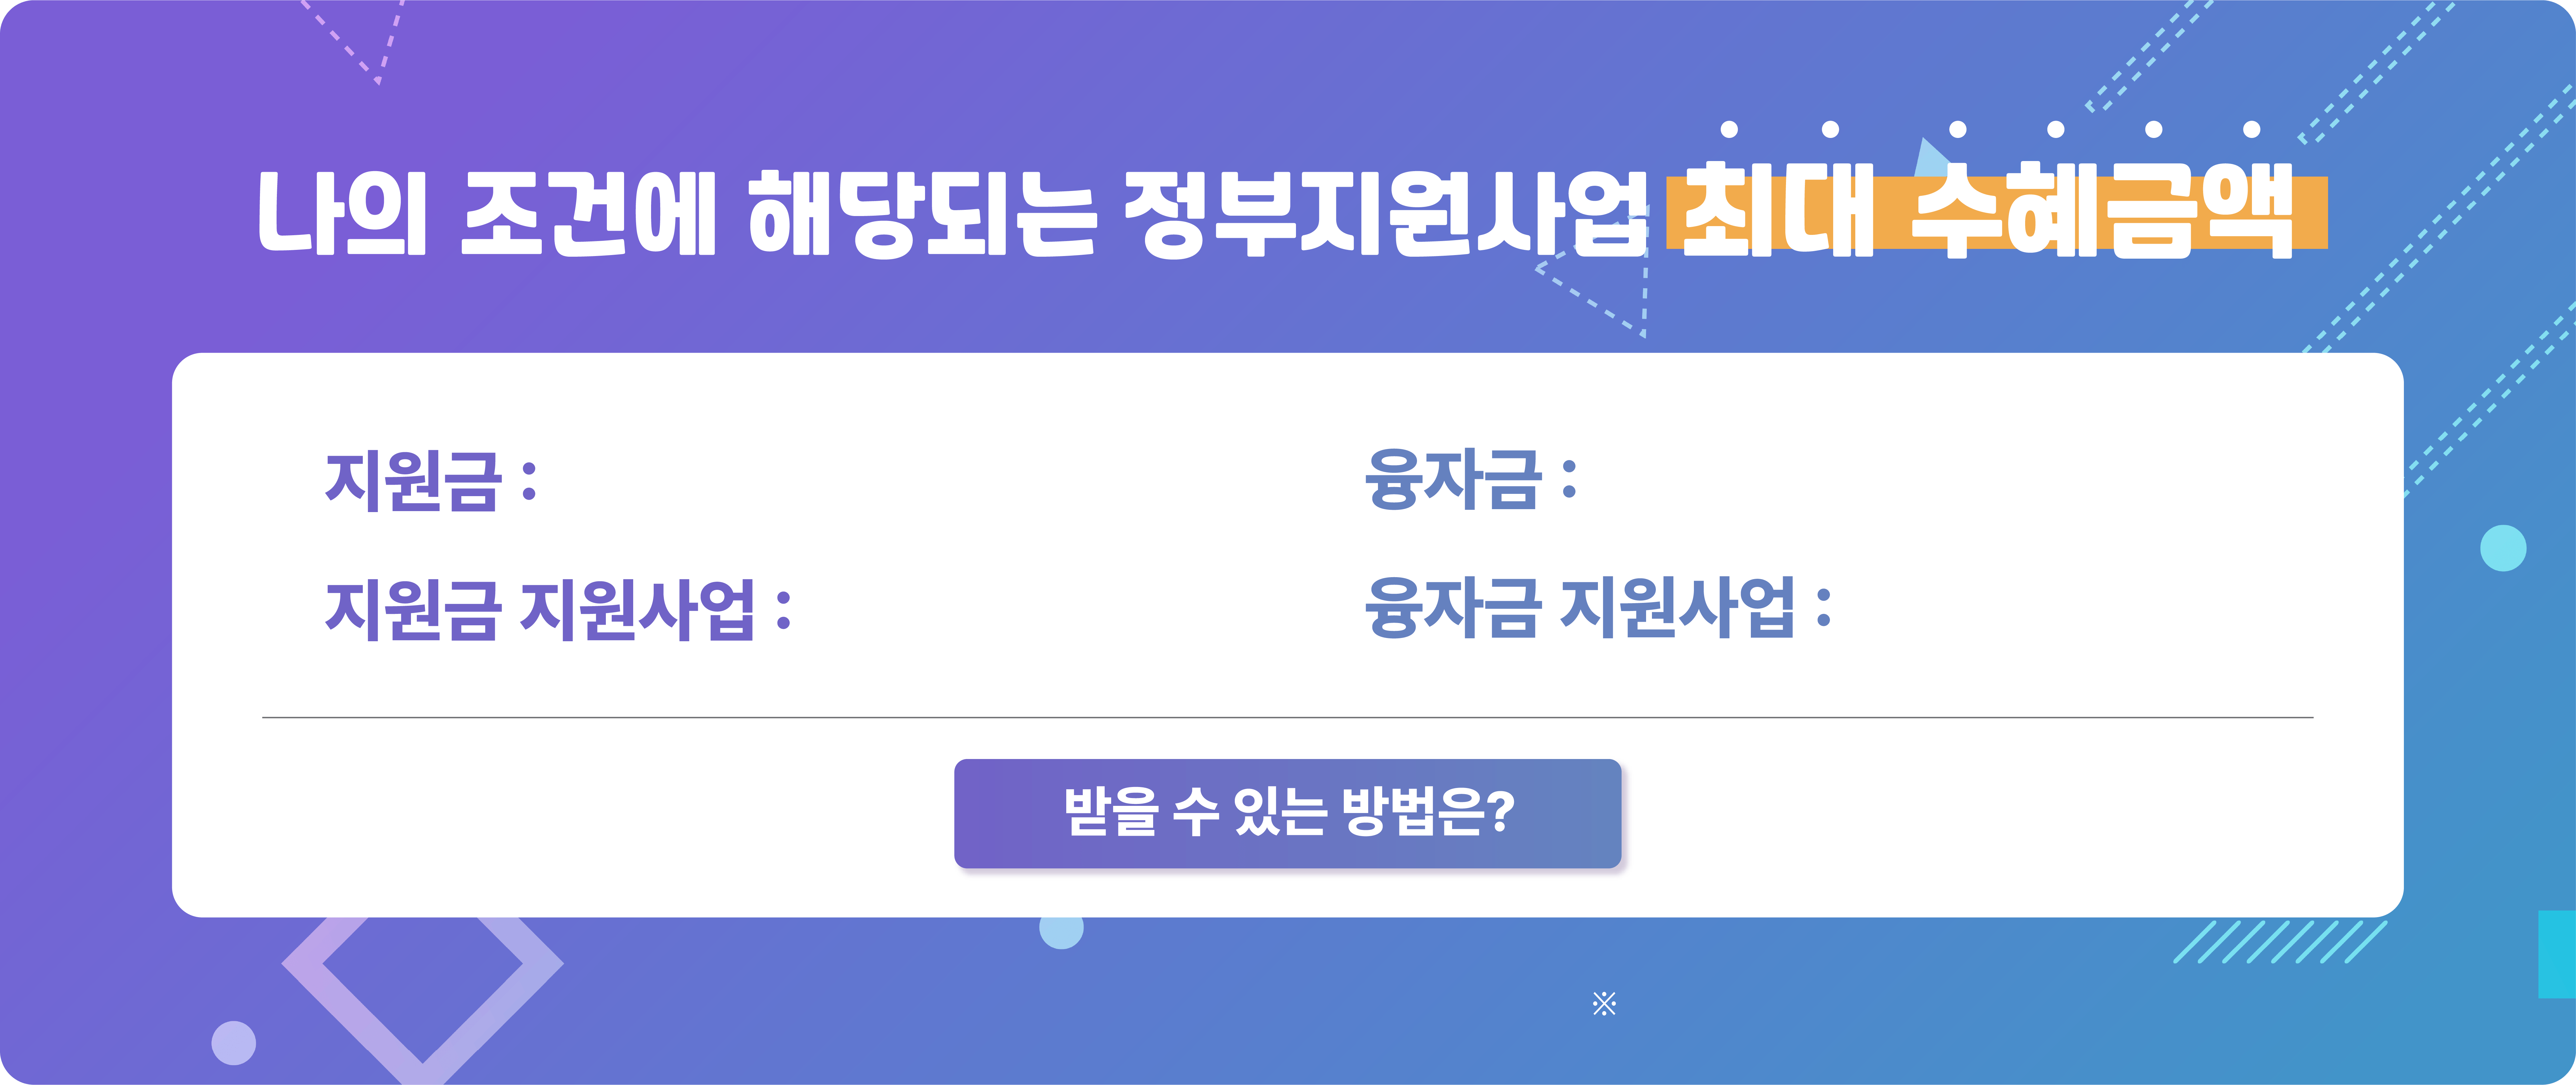 나의 조건에 해당되는 정부지원사업 최대 수혜금액
지원금 :
융자금 :
지원금 지원사업 :
융자금 지원사업 :
받을 수 있는 방법은?
※